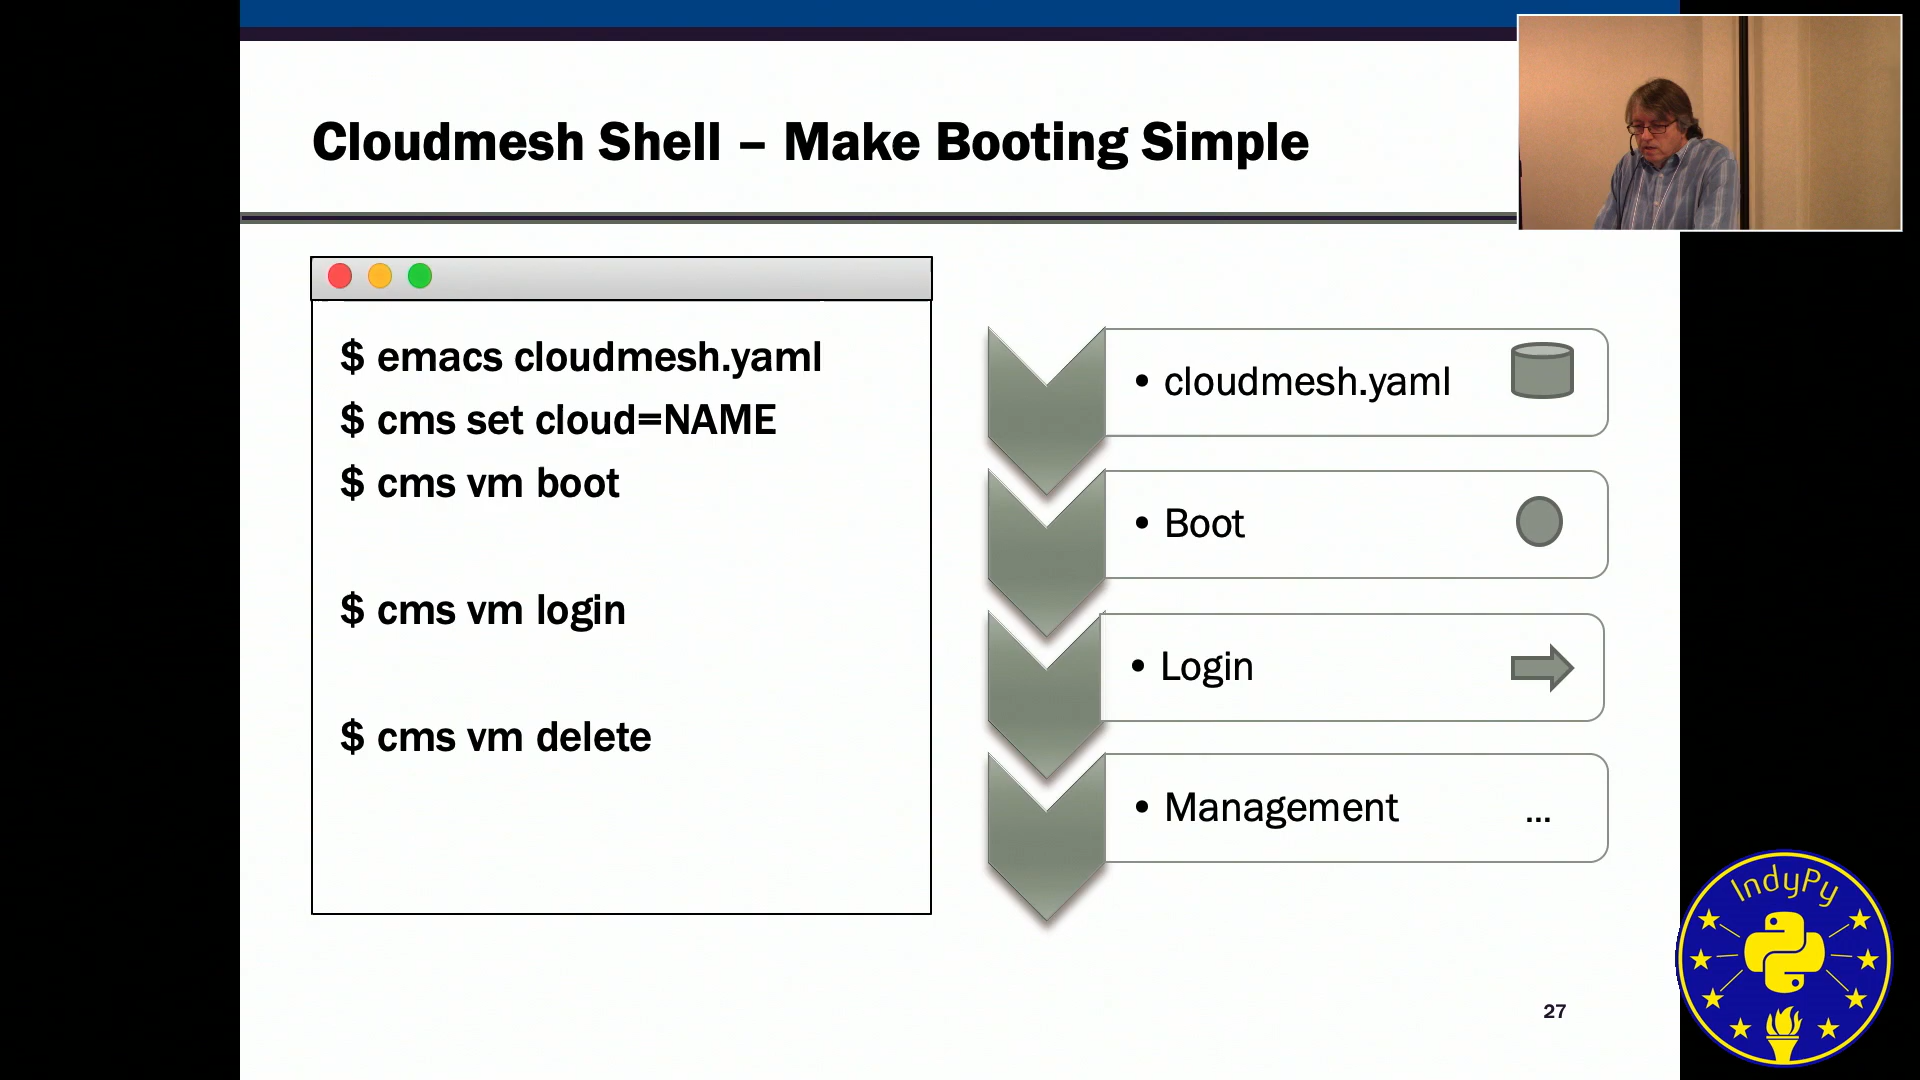 Cloudmesh Shell – Make Booting Simple
$ emacs cloudmesh.yaml
$ cms set cloud=NAME
$ cms vm boot
$ cms vm login
$ cms vm delete
• cloudmesh.yaml
• Boot
• Login
• Management ...
27
IndyPy